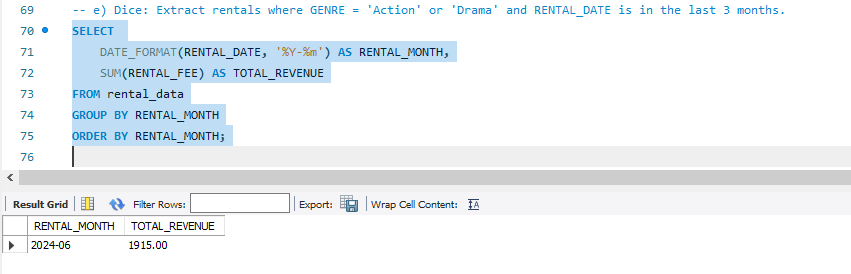 69 -- e) Dice: Extract rentals where GENRE = 'Action' or 'Drama' and RENTAL_DATE is in the last 3 months.
70 SELECT
71 DATE_FORMAT(RENTAL_DATE, '%Y-%m') AS RENTAL_MONTH,
72 SUM(RENTAL_FEE) AS TOTAL_REVENUE
73 FROM rental_data
74 GROUP BY RENTAL_MONTH
75 ORDER BY RENTAL_MONTH;
76
Result Grid Filter Rows: Export: Wrap Cell Content:
RENTAL_MONTH TOTAL_REVENUE
2024-06 1915.00